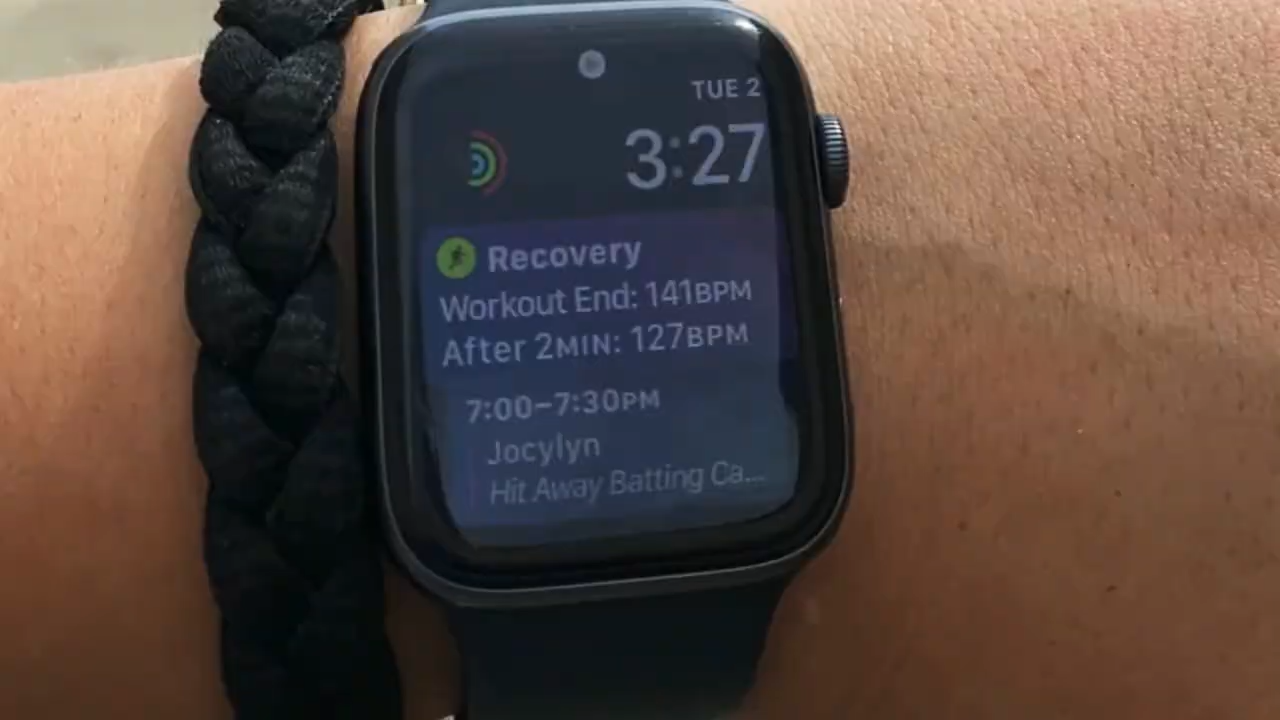 TUE 2
3:27
Recovery
Workout End: 141BPM
After 2MIN: 127BPM
7:00–7:30PM
Jocylyn
Hit Away Batting Ca...